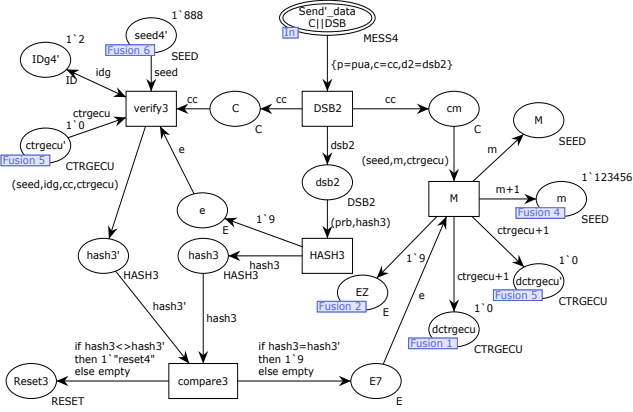 Send'_data
C||DSB
In
MESS4
1`888
seed4'
Fusion 6
SEED
1`2
IDg4'
ID
idg
seed
{p=pua,c=cc,d2=dsb2}
ctrgecu
verify3
cc
C
C
cc
DSB2
cc
cm
C
M
SEED
1`0
ctrgecu'
Fusion 5
CTRGECU
(seed,idg,cc,ctrgecu)
e
dsb2
dsb2
DSB2
(seed,m,ctrgecu)
m
M
m+1
1`123456
m
Fusion 4
SEED
e
E
1`9
(prb,hash3)
ctrgecu+1
hash3'
HASH3
hash3
HASH3
hash3
HASH3
1`9
ctrgecu+1
1`0
dctrgecu'
Fusion 5
CTRGECU
EZ
Fusion 2
E
e
1`0
dctrgecu
Fusion 1
CTRGECU
hash3'
hash3
if hash3<>hash3'
then 1`"reset4"
else empty
if hash3=hash3'
then 1`9
else empty
Reset3
RESET
compare3
E7
E